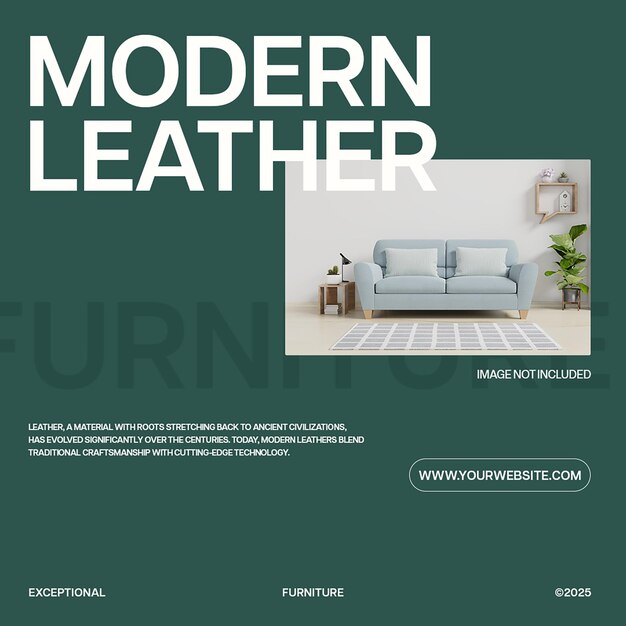 MODERN
LEATHER
FURNITURE
IMAGE NOT INCLUDED
LEATHER, A MATERIAL WITH ROOTS STRETCHING BACK TO ANCIENT CIVILIZATIONS,
HAS EVOLVED SIGNIFICANTLY OVER THE CENTURIES. TODAY, MODERN LEATHERS BLEND
TRADITIONAL CRAFTSMANSHIP WITH CUTTING-EDGE TECHNOLOGY.
WWW.YOURWEBSITE.COM
EXCEPTIONAL
FURNITURE
©2025